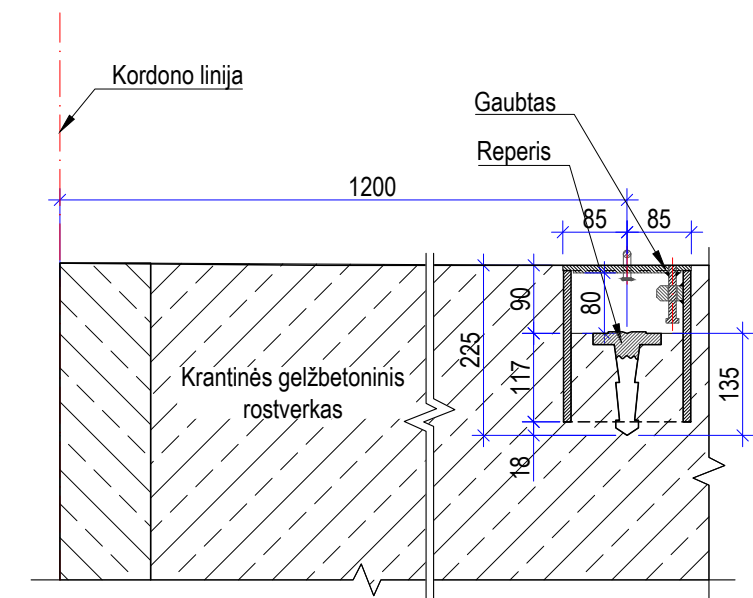 Kordono linija
Gaubtas
Reperis
1200
85
85
90
80
225
117
135
18
Krantinės gelžbetoninis
rostverkas